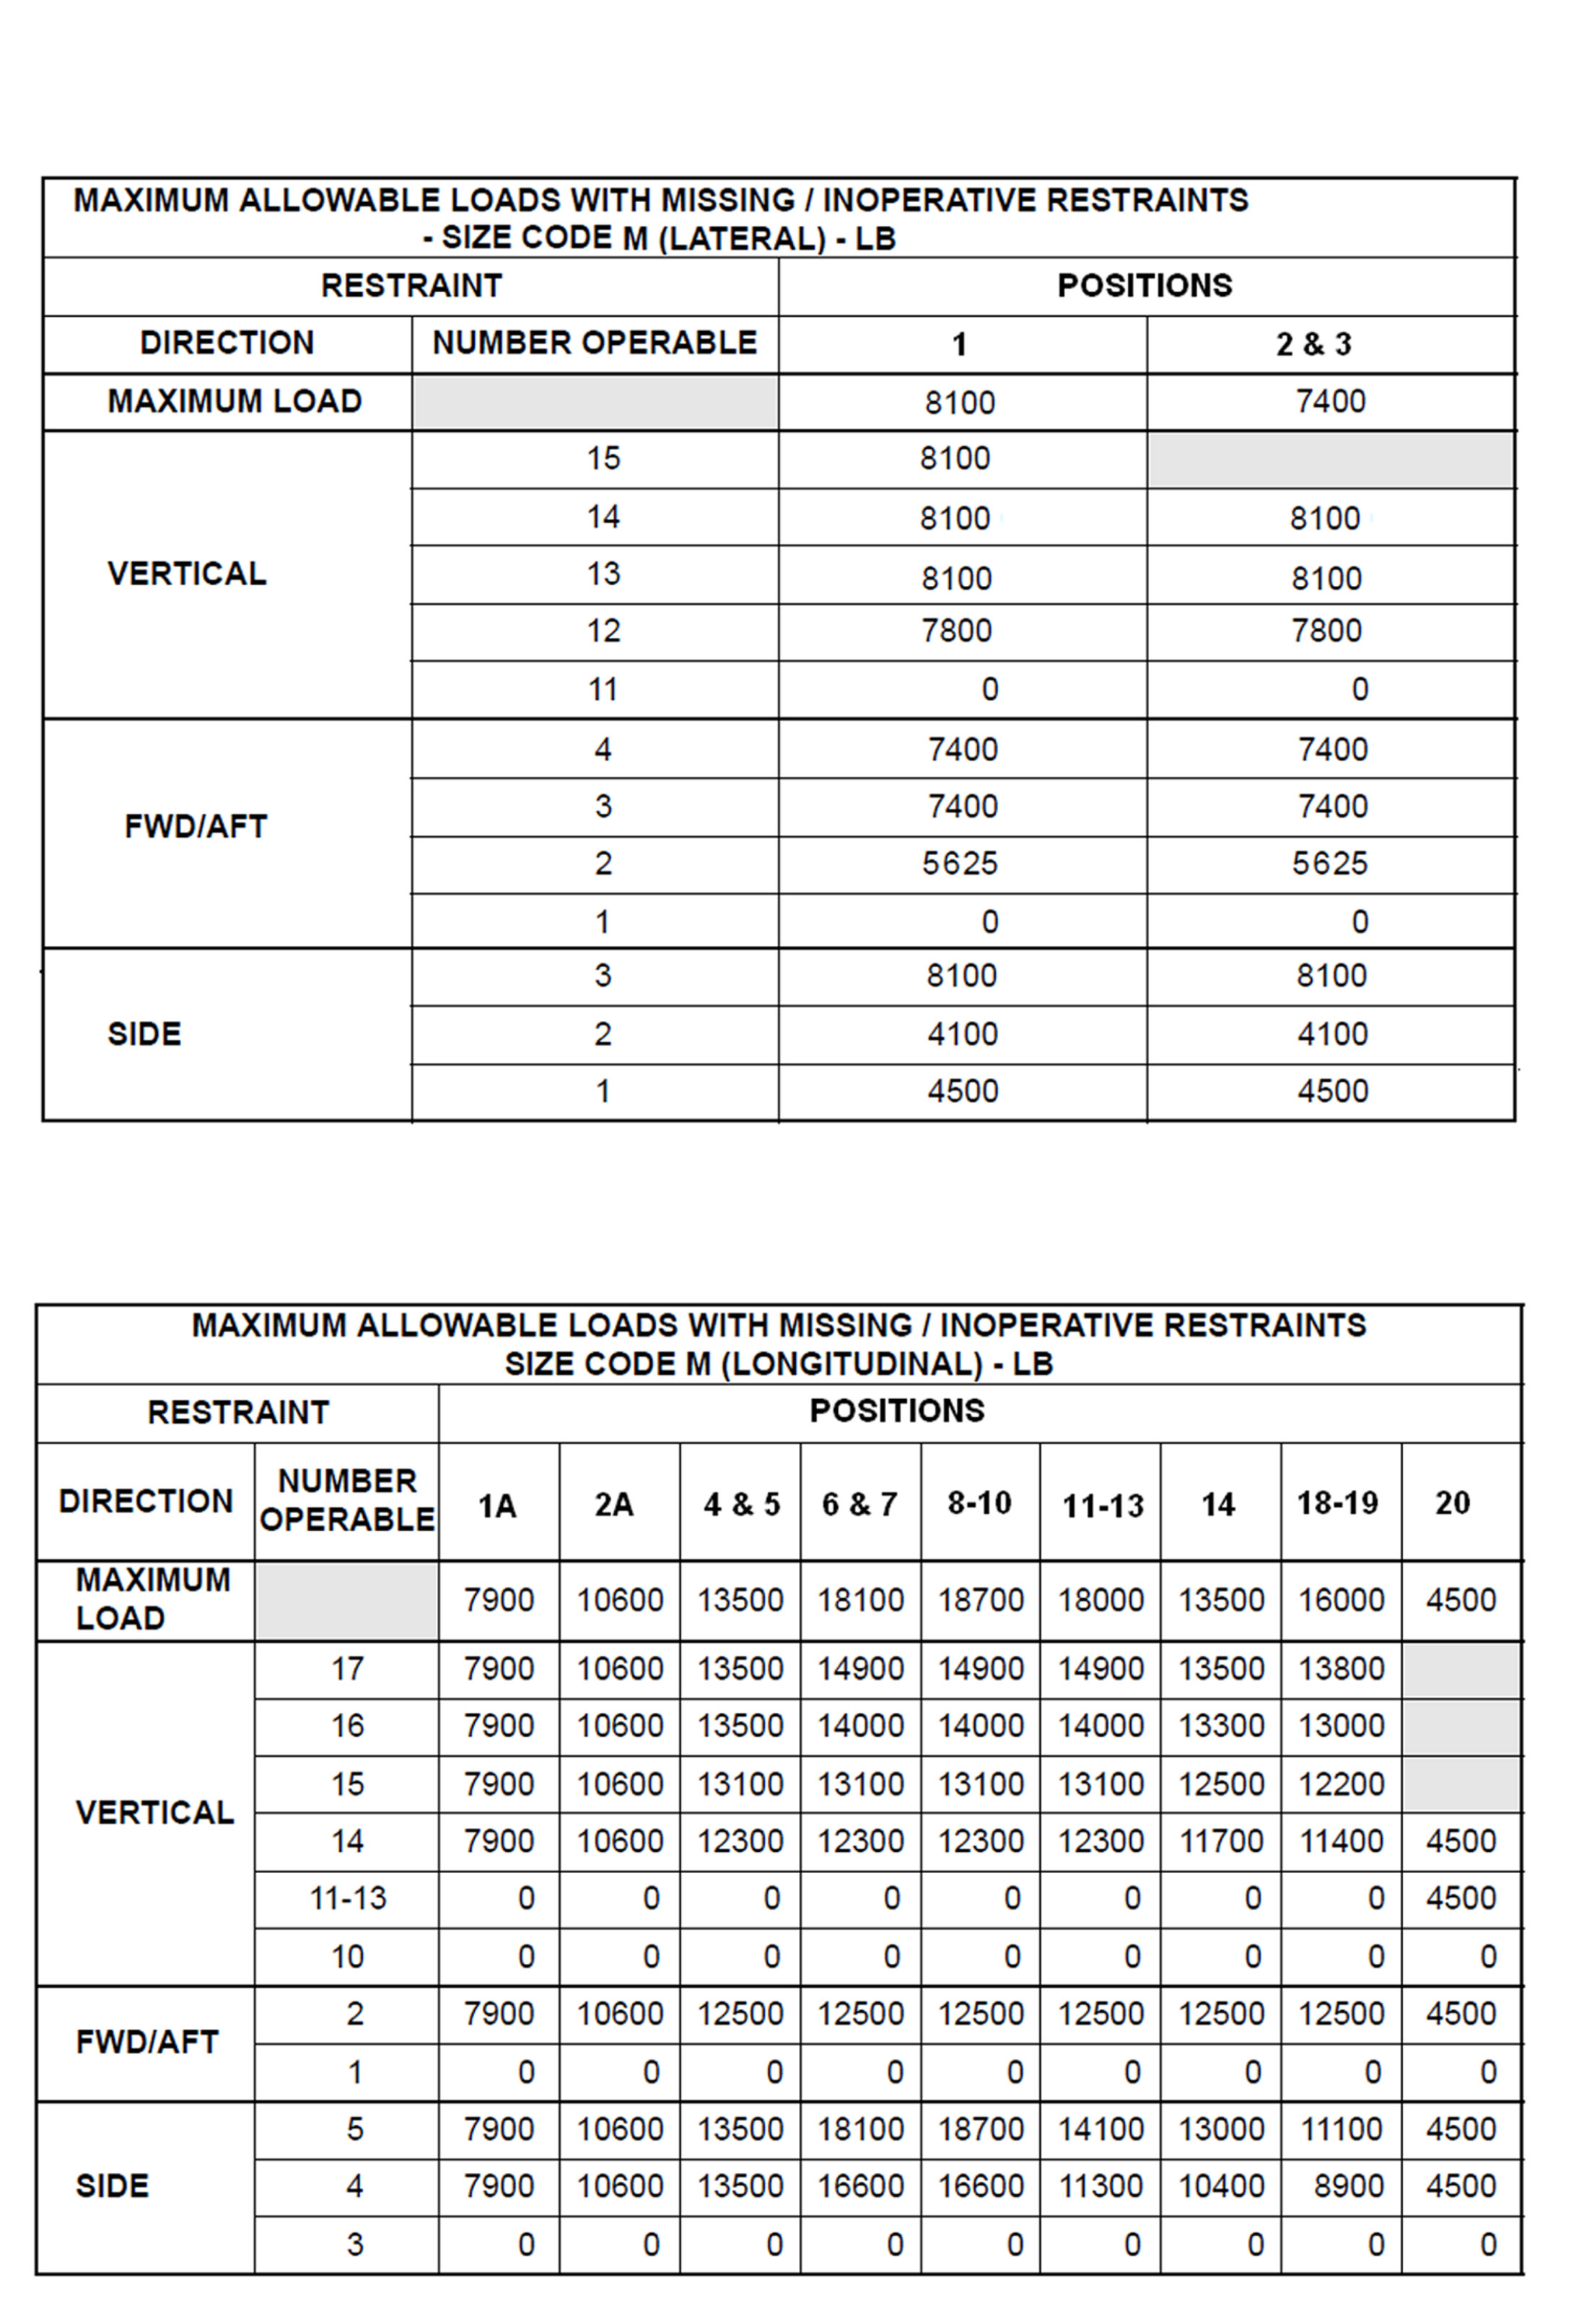 MAXIMUM ALLOWABLE LOADS WITH MISSING / INOPERATIVE RESTRAINTS
- SIZE CODE M (LATERAL) - LB
RESTRAINT POSITIONS
DIRECTION NUMBER OPERABLE 1 2 & 3
MAXIMUM LOAD 8100 7400
15 8100
14 8100 8100
VERTICAL 13 8100 8100
12 7800 7800
11 0 0
4 7400 7400
FWD/AFT 3 7400 7400
2 5625 5625
1 0 0
3 8100 8100
SIDE 2 4100 4100
1 4500 4500
MAXIMUM ALLOWABLE LOADS WITH MISSING / INOPERATIVE RESTRAINTS
SIZE CODE M (LONGITUDINAL) - LB
RESTRAINT POSITIONS
DIRECTION NUMBER OPERABLE 1A 2A 4 & 5 6 & 7 8-10 11-13 14 18-19 20
MAXIMUM LOAD 7900 10600 13500 18100 18700 18000 13500 16000 4500
17 7900 10600 13500 14900 14900 14900 13500 13800
16 7900 10600 13500 14000 14000 14000 13300 13000
15 7900 10600 13100 13100 13100 13100 12500 12200
VERTICAL 14 7900 10600 12300 12300 12300 12300 11700 11400 4500
11-13 0 0 0 0 0 0 0 0 4500
10 0 0 0 0 0 0 0 0 0
FWD/AFT 2 7900 10600 12500 12500 12500 12500 12500 12500 4500
1 0 0 0 0 0 0 0 0 0
5 7900 10600 13500 18100 18700 14100 13000 11100 4500
SIDE 4 7900 10600 13500 16600 16600 11300 10400 8900 4500
3 0 0 0 0 0 0 0 0 0